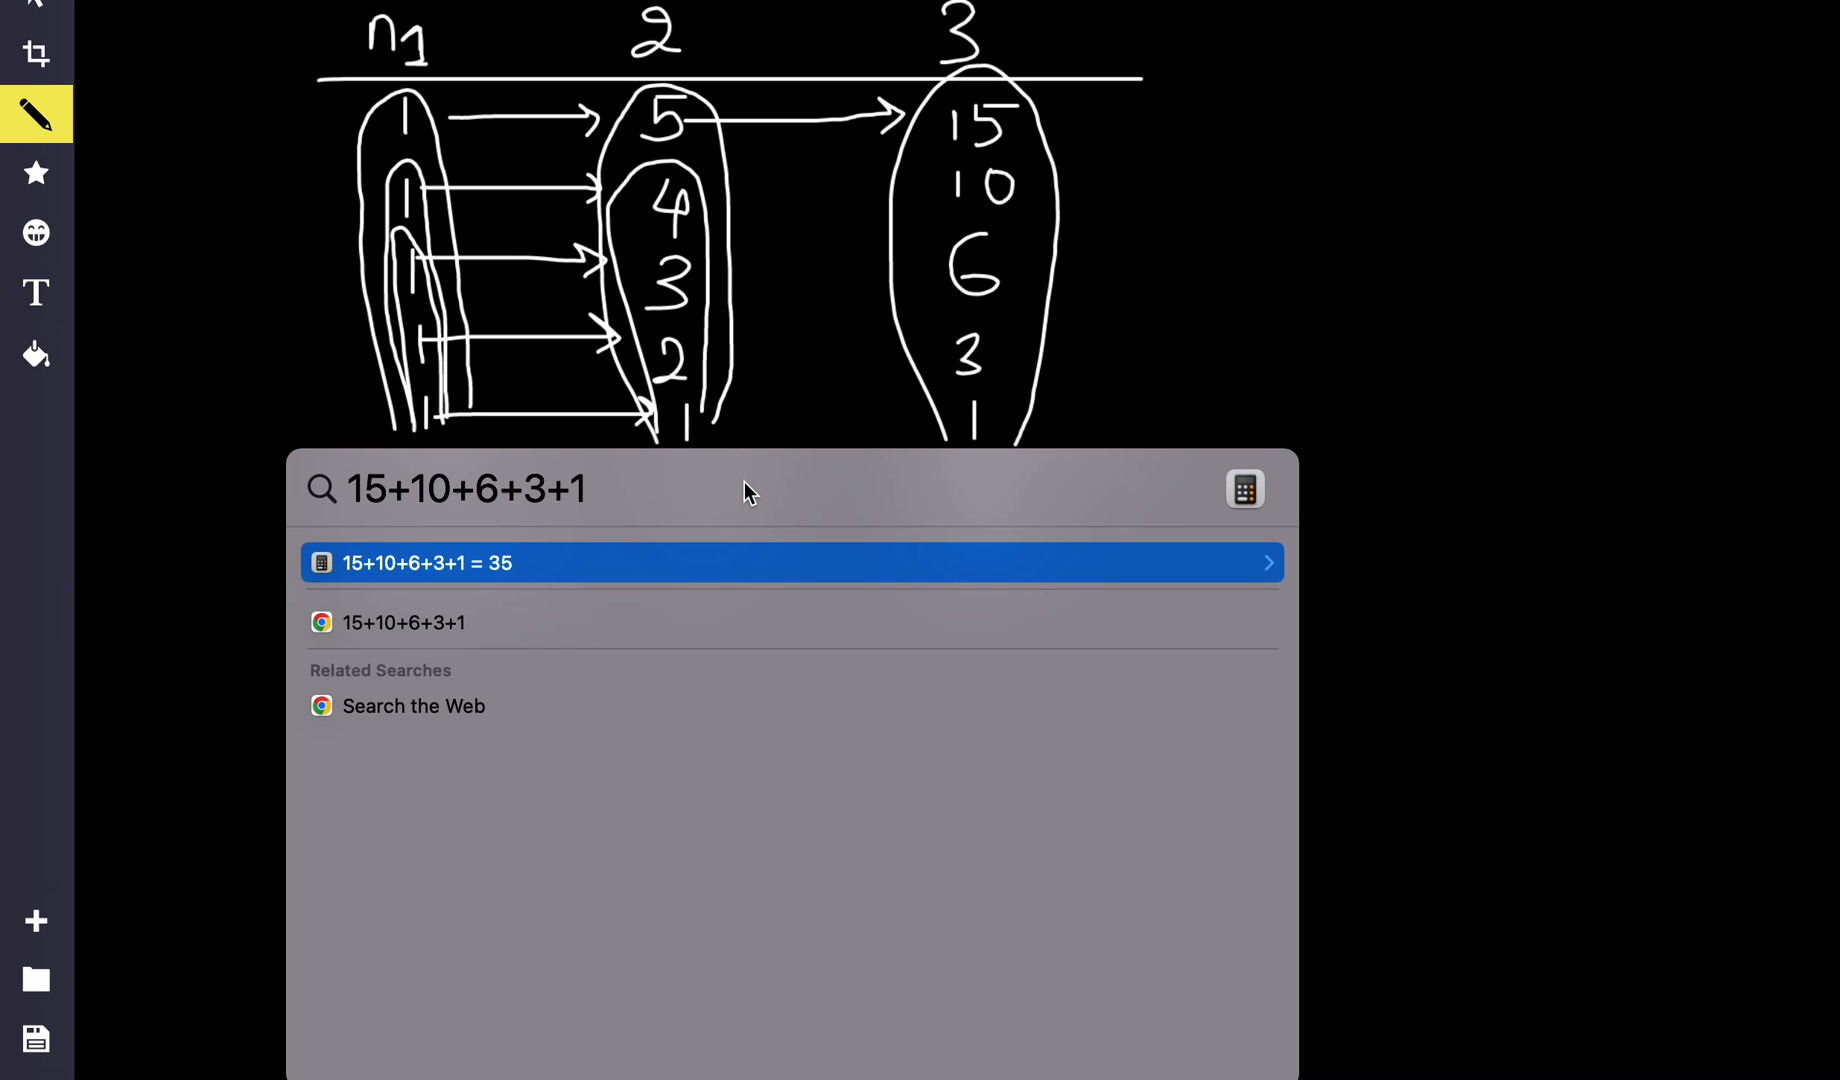 n1 2 3
1 5 15
1 4 10
1 3 6
1 2 3
1 1 1
15+10+6+3+1
15+10+6+3+1 = 35
15+10+6+3+1
Related Searches
Search the Web
T